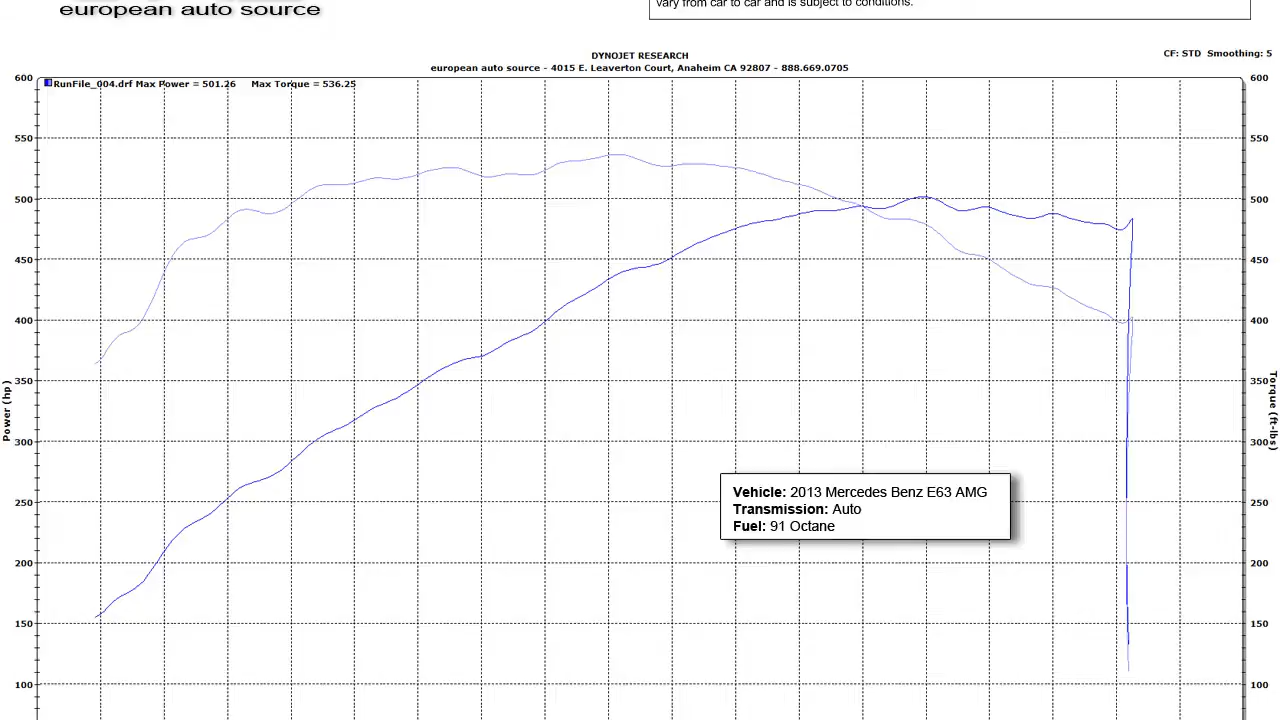 european auto source
vary from car to car and is subject to conditions.
DYNOJET RESEARCH
CF: STD Smoothing: 5
european auto source - 4015 E. Leaverton Court, Anaheim CA 92807 - 888.669.0705
RunFile_004.drf Max Power = 501.26 Max Torque = 536.25
600
550
500
450
400
350
300
250
200
150
100
Power (hp)
600
550
500
450
400
350
300
250
200
150
100
Torque (ft-lbs)
Vehicle: 2013 Mercedes Benz E63 AMG
Transmission: Auto
Fuel: 91 Octane